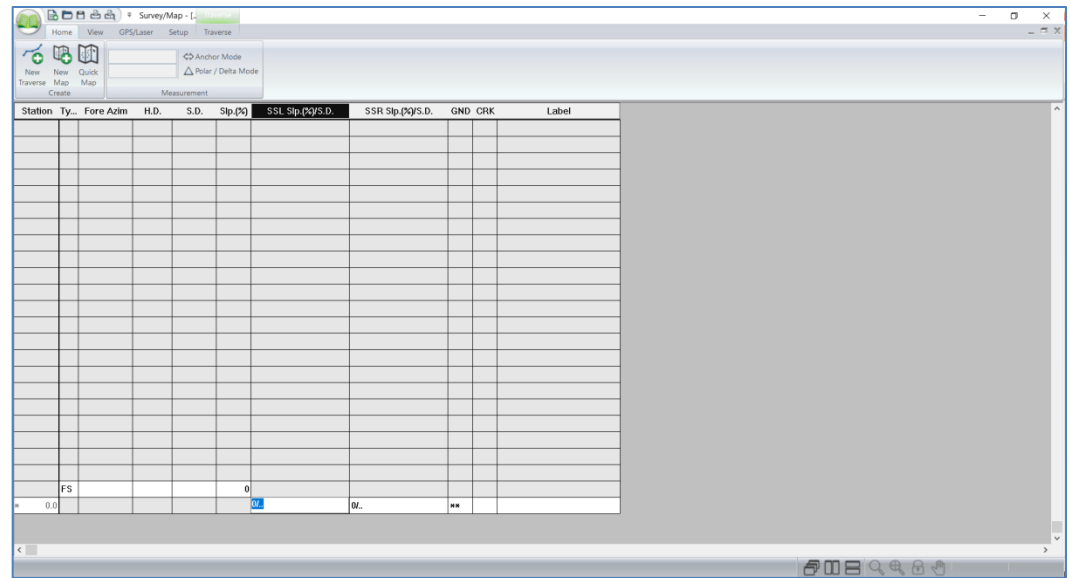 Survey/Map - [..
Home View GPS/Laser Setup Traverse
New Traverse
New Map
Quick Map
Anchor Mode
Polar / Delta Mode
Create Measurement
Station Ty... Fore Azim H.D. S.D. Slp.(%) SSL Slp.(%)/S.D. SSR Slp.(%)/S.D. GND CRK Label
FS 0
* 0.0 0/.. 0/.. **